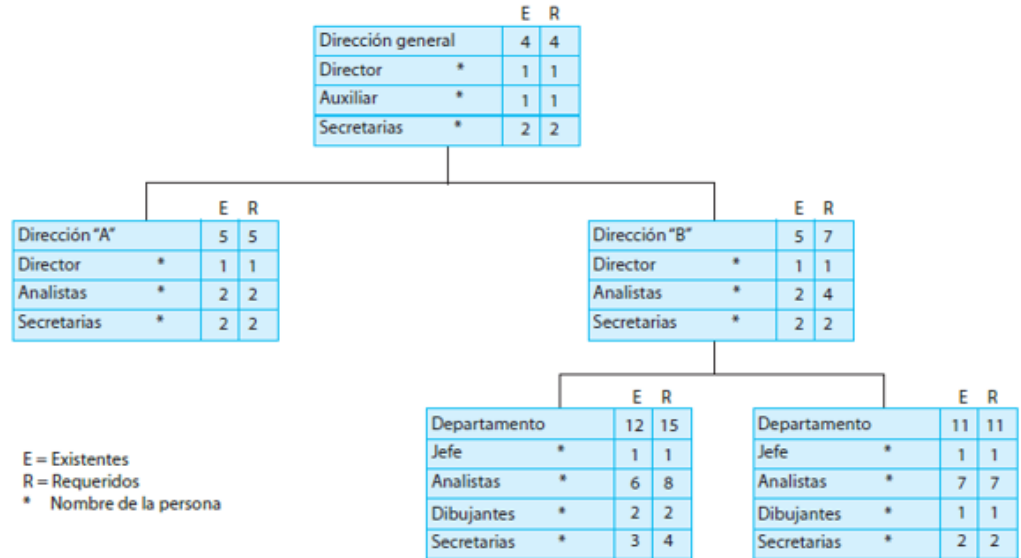 E R
Dirección general 4 4
Director * 1 1
Auxiliar * 1 1
Secretarias * 2 2
E R
Dirección "A" 5 5
Director * 1 1
Analistas * 2 2
Secretarias * 2 2
E R
Dirección "B" 5 7
Director * 1 1
Analistas * 2 4
Secretarias * 2 2
E R
Departamento 12 15
Jefe * 1 1
Analistas * 6 8
Dibujantes * 2 2
Secretarias * 3 4
E R
Departamento 11 11
Jefe * 1 1
Analistas * 7 7
Dibujantes * 1 1
Secretarias * 2 2
E = Existentes
R = Requeridos
* Nombre de la persona